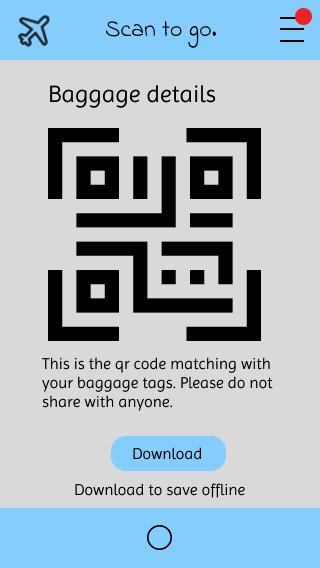 Scan to go.
Baggage details
This is the qr code matching with
your baggage tags. Please do not
share with anyone.
Download
Download to save offline